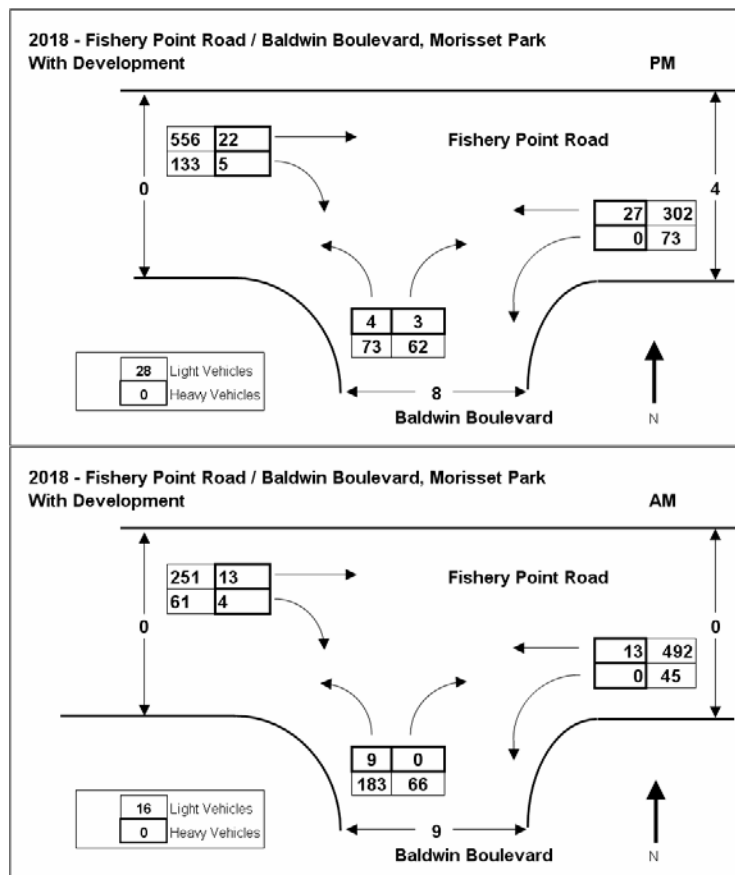 2018 - Fishery Point Road / Baldwin Boulevard, Morisset Park
With Development PM
556 22
133 5
Fishery Point Road
0
4
27 302
0 73
4 3
73 62
28 Light Vehicles
0 Heavy Vehicles
8
Baldwin Boulevard
N
2018 - Fishery Point Road / Baldwin Boulevard, Morisset Park
With Development AM
251 13
61 4
Fishery Point Road
0
0
13 492
0 45
9 0
183 66
16 Light Vehicles
0 Heavy Vehicles
9
Baldwin Boulevard
N